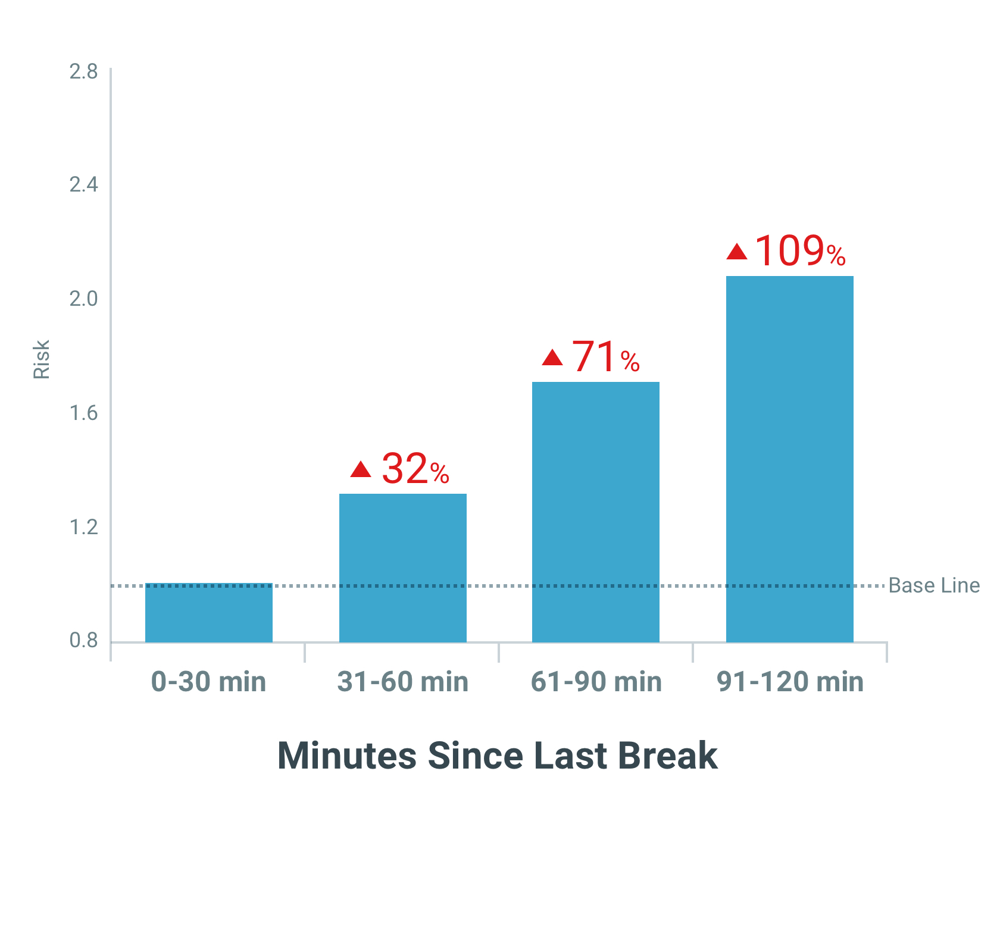 2.8
2.4
2.0
1.6
1.2
0.8
Risk
32%
71%
109%
Base Line
0-30 min
31-60 min
61-90 min
91-120 min
Minutes Since Last Break